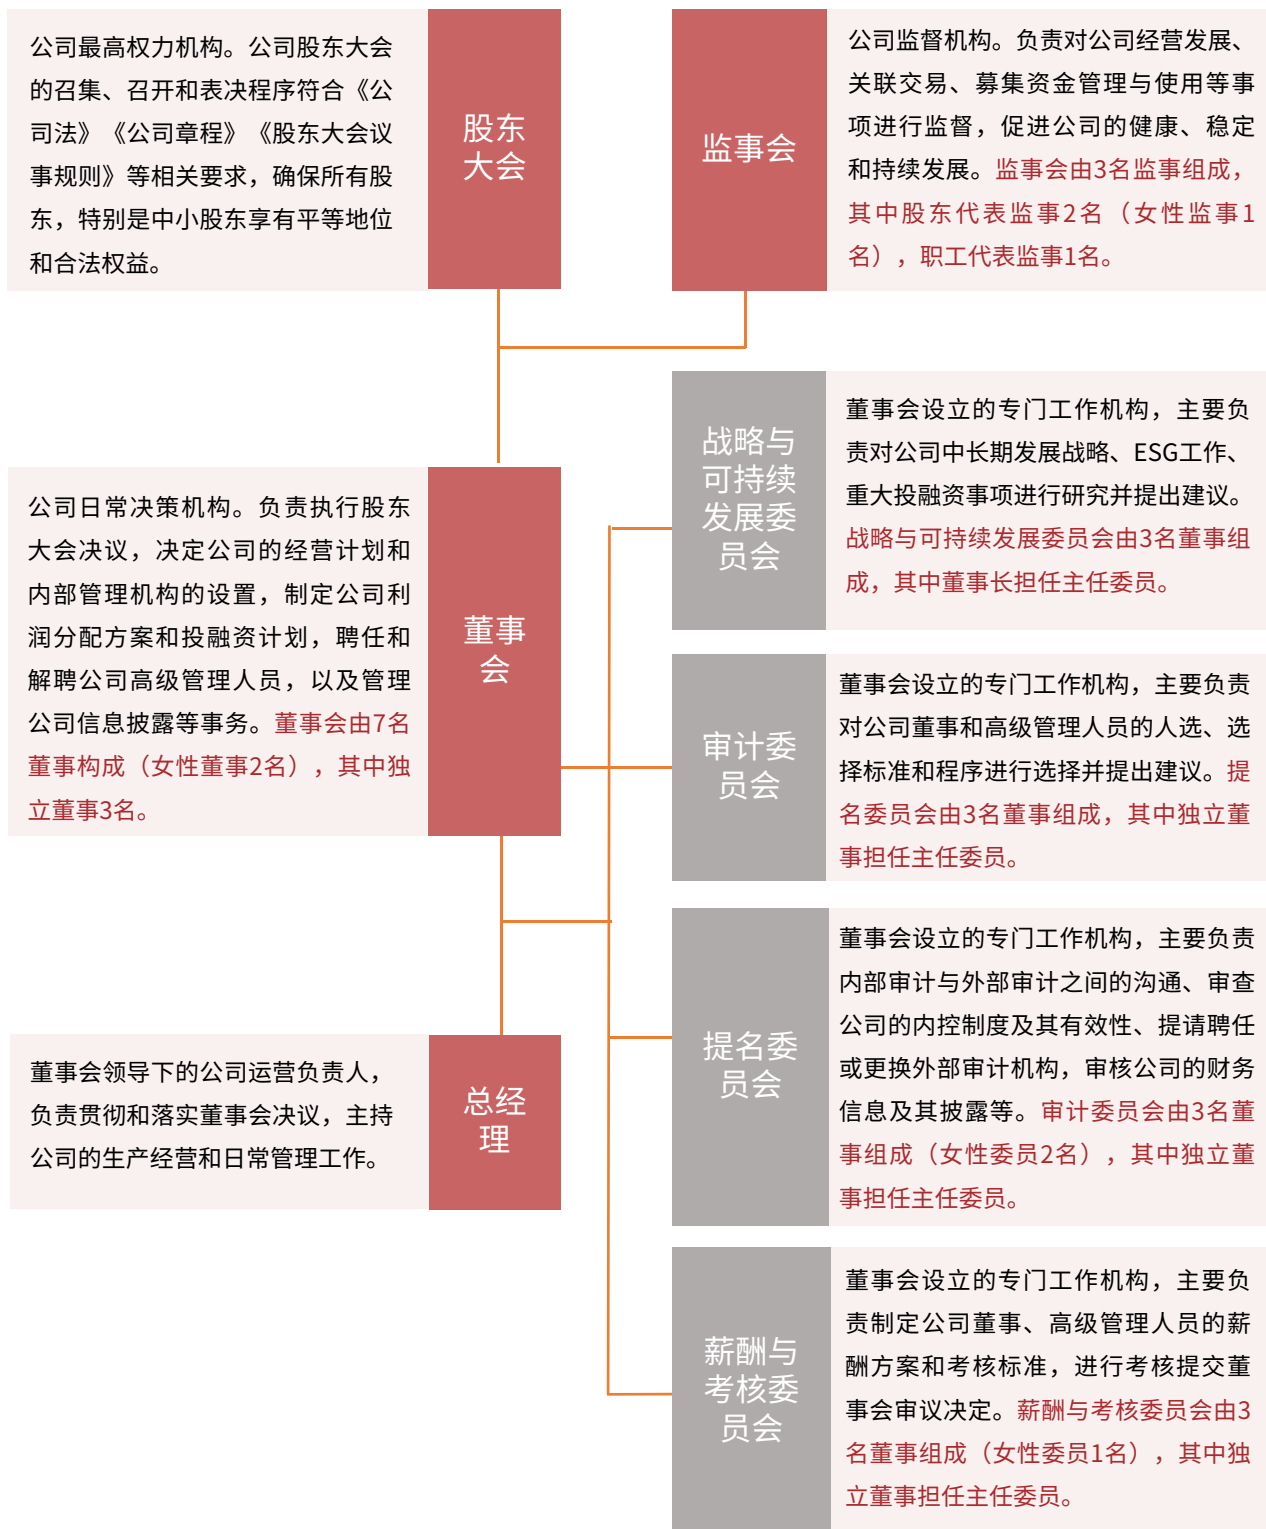 公司最高权力机构。公司股东大会
的召集、召开和表决程序符合《公
司法》《公司章程》《股东大会议
事规则》等相关要求，确保所有股
东，特别是中小股东享有平等地位
和合法权益。
股东
大会
监事会
公司监督机构。负责对公司经营发展、
关联交易、募集资金管理与使用等事
项进行监督，促进公司的健康、稳定
和持续发展。监事会由3名监事组成，
其中股东代表监事2名（女性监事1
名），职工代表监事1名。
公司日常决策机构。负责执行股东
大会决议，决定公司的经营计划和
内部管理机构的设置，制定公司利
润分配方案和投融资计划，聘任和
解聘公司高级管理人员，以及管理
公司信息披露等事务。董事会由7名
董事构成（女性董事2名），其中独
立董事3名。
董事
会
战略与
可持续
发展委
员会
董事会设立的专门工作机构，主要负
责对公司中长期发展战略、ESG工作、
重大投融资事项进行研究并提出建议。
战略与可持续发展委员会由3名董事组
成，其中董事长担任主任委员。
审计委
员会
董事会设立的专门工作机构，主要负责
对公司董事和高级管理人员的人选、选
择标准和程序进行选择并提出建议。提
名委员会由3名董事组成，其中独立董
事担任主任委员。
提名委
员会
董事会设立的专门工作机构，主要负责
内部审计与外部审计之间的沟通、审查
公司的内控制度及其有效性、提请聘任
或更换外部审计机构，审核公司的财务
信息及其披露等。审计委员会由3名董
事组成（女性委员2名），其中独立董
事担任主任委员。
董事会领导下的公司运营负责人，
负责贯彻和落实董事会决议，主持
公司的生产经营和日常管理工作。
总经
理
薪酬与
考核委
员会
董事会设立的专门工作机构，主要负
责制定公司董事、高级管理人员的薪
酬方案和考核标准，进行考核提交董
事会审议决定。薪酬与考核委员会由3
名董事组成（女性委员1名），其中独
立董事担任主任委员。